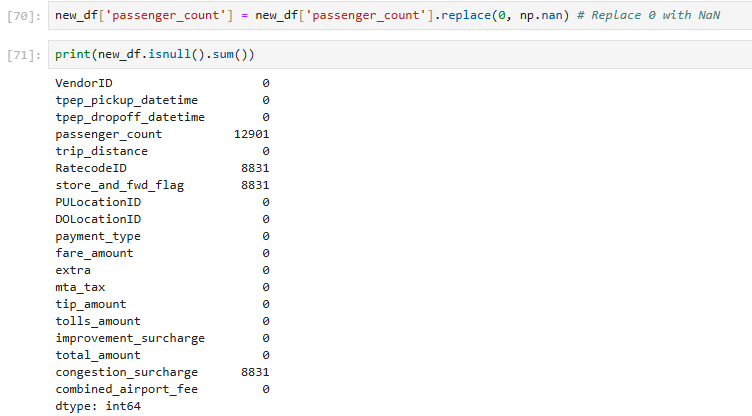 [70]: new_df['passenger_count'] = new_df['passenger_count'].replace(0, np.nan) # Replace 0 with NaN
[71]: print(new_df.isnull().sum())
VendorID 0
tpep_pickup_datetime 0
tpep_dropoff_datetime 0
passenger_count 12901
trip_distance 0
RatecodeID 8831
store_and_fwd_flag 8831
PULocationID 0
DOLocationID 0
payment_type 0
fare_amount 0
extra 0
mta_tax 0
tip_amount 0
tolls_amount 0
improvement_surcharge 0
total_amount 0
congestion_surcharge 8831
combined_airport_fee 0
dtype: int64